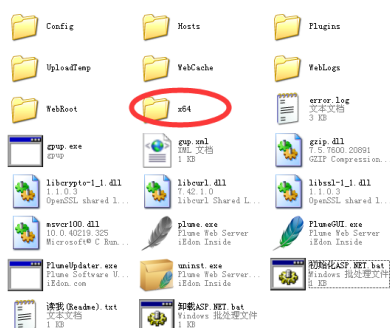 Config
Hosts
Plugins
UploadTemp
WebCache
WebLogs
WebRoot
x64
error.log
文本文档
3 KB
gpup.exe
gpup
gup.xml
XML 文档
1 KB
gzip.dll
7.5.7600.20891
GZIP Compression...
libcrypto-1_1.dll
1.1.0.3
OpenSSL shared l...
libcurl.dll
7.42.1.0
libcurl Shared L...
libssl-1_1.dll
1.1.0.3
OpenSSL shared l...
msvcr100.dll
10.0.40219.325
Microsoft® C Run...
plume.exe
Plume Web Server
iEdon Inside
PlumeGUI.exe
Plume Web Server
iEdon Inside
PlumeUpdater.exe
Plume Software U...
iEdon.com
uninst.exe
Plume Web Server...
iEdon Inside
初始化ASP.NET.bat
Windows 批处理文件
1 KB
读我(Readme).txt
文本文档
1 KB
卸载ASP.NET.bat
Windows 批处理文件
1 KB